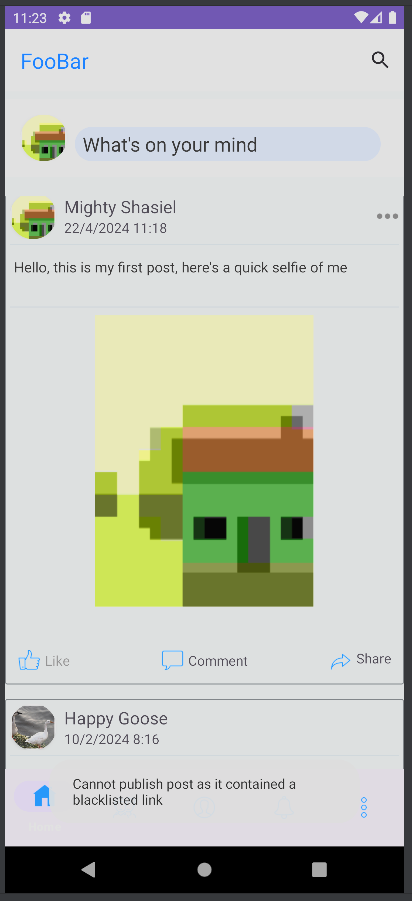 11:23
FooBar
What's on your mind
Mighty Shasiel
22/4/2024 11:18
Hello, this is my first post, here's a quick selfie of me
Like
Comment
Share
Happy Goose
10/2/2024 8:16
Cannot publish post as it contained a
blacklisted link